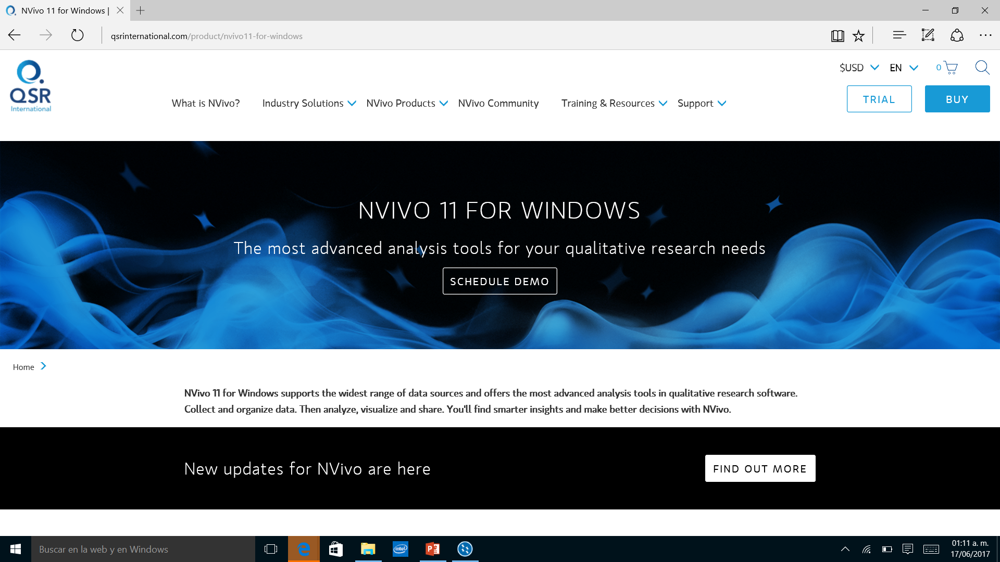 NVivo 11 for Windows |
qsrinternational.com/product/nvivo11-for-windows
QSR
International
$USD EN 0
What is NVivo? Industry Solutions NVivo Products NVivo Community Training & Resources Support TRIAL BUY
NVIVO 11 FOR WINDOWS
The most advanced analysis tools for your qualitative research needs
SCHEDULE DEMO
Home
NVivo 11 for Windows supports the widest range of data sources and offers the most advanced analysis tools in qualitative research software.
Collect and organize data. Then analyze, visualize and share. You'll find smarter insights and make better decisions with NVivo.
New updates for NVivo are here FIND OUT MORE
Buscar en la web y en Windows
intel
P
01:11 a. m.
17/06/2017